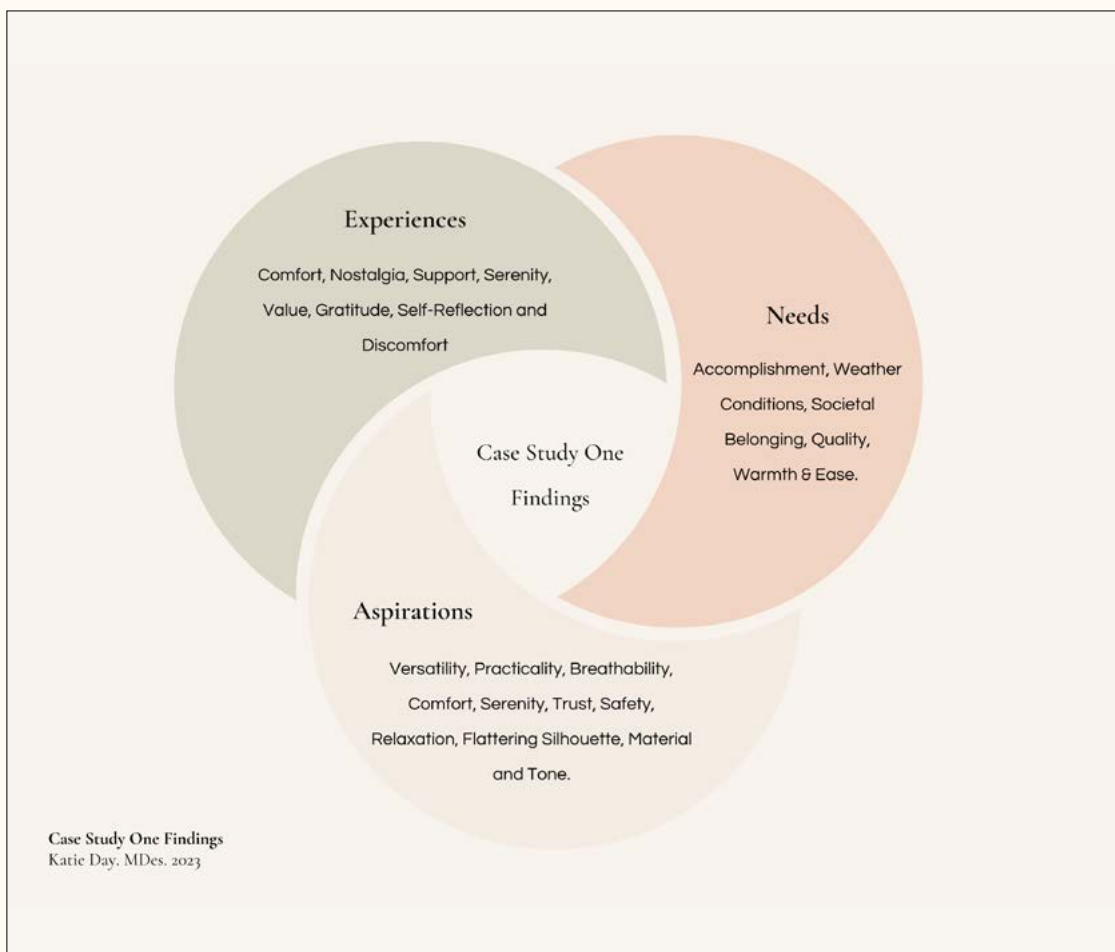 Experiences
Comfort, Nostalgia, Support, Serenity,
Value, Gratitude, Self-Reflection and
Discomfort
Needs
Accomplishment, Weather
Conditions, Societal
Belonging, Quality,
Warmth & Ease.
Case Study One
Findings
Aspirations
Versatility, Practicality, Breathability,
Comfort, Serenity, Trust, Safety,
Relaxation, Flattering Silhouette, Material
and Tone.
Case Study One Findings
Katie Day. MDes. 2023